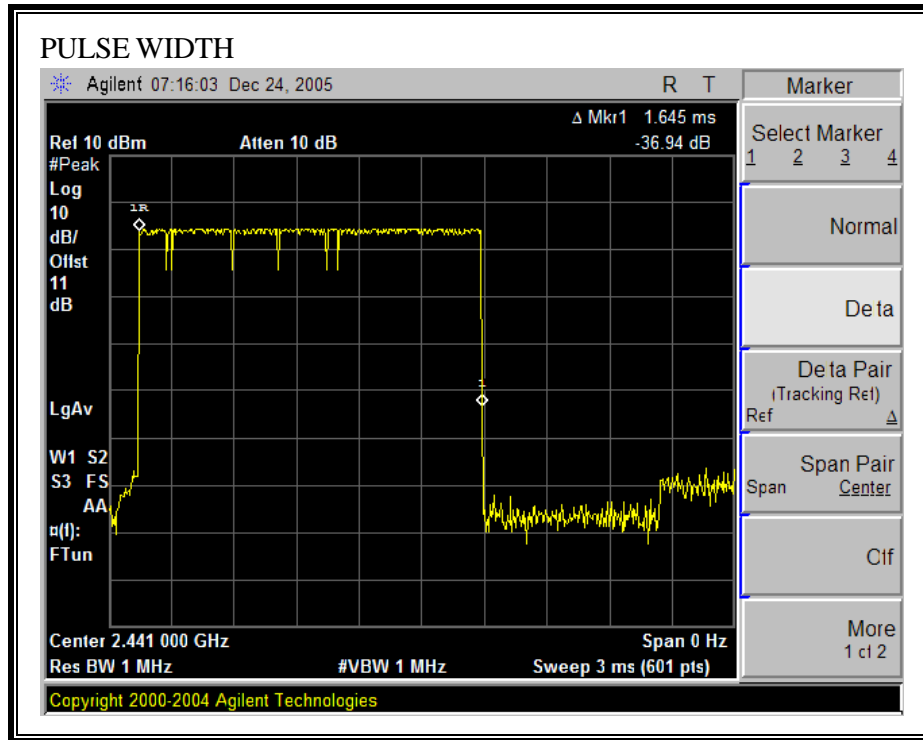 PULSE WIDTH
Agilent 07:16:03 Dec 24, 2005 R T
Δ Mkr1 1.645 ms
Ref 10 dBm Atten 10 dB -36.94 dB
#Peak
Log
10
dB/
Offst
11
dB
LgAv
W1 S2
S3 FS
AA
¤(f):
FTun
1R
1
Center 2.441 000 GHz Span 0 Hz
Res BW 1 MHz #VBW 1 MHz Sweep 3 ms (601 pts)
Copyright 2000-2004 Agilent Technologies
Marker
Select Marker
1 2 3 4
Normal
Delta
Delta Pair
(Tracking Ref)
Ref Δ
Span Pair
Span Center
Off
More
1 of 2